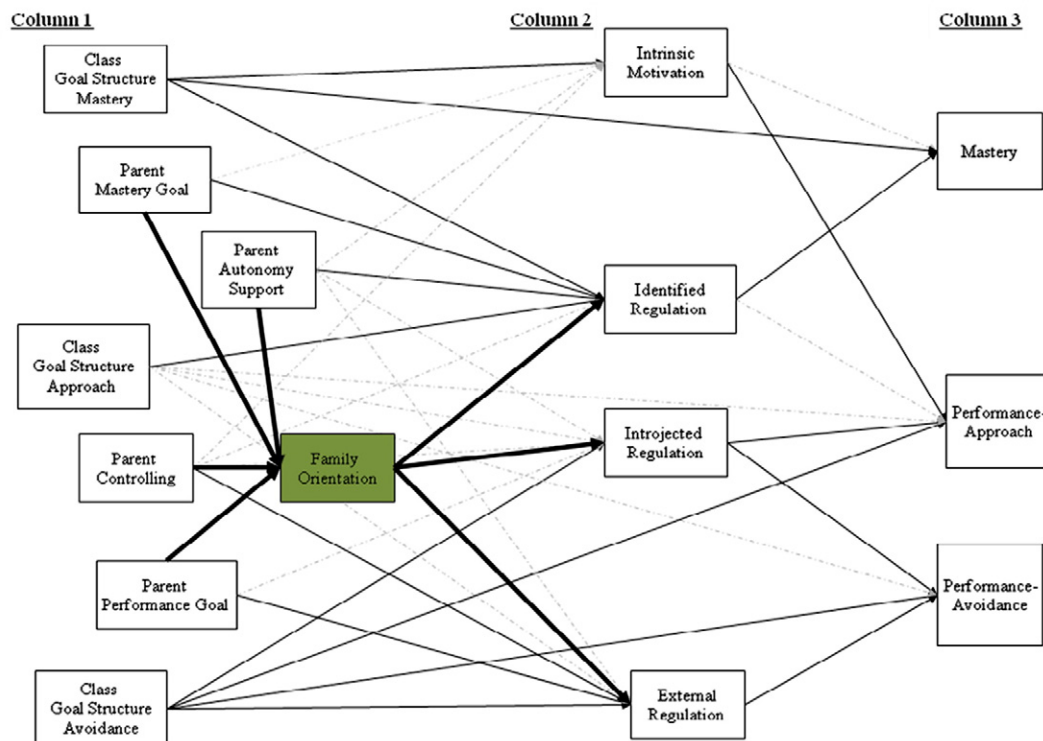 Column 1
Column 2
Column 3
Class
Goal Structure
Mastery
Intrinsic
Motivation
Mastery
Parent
Mastery Goal
Parent
Autonomy
Support
Identified
Regulation
Class
Goal Structure
Approach
Performance-
Approach
Parent
Controlling
Family
Orientation
Introjected
Regulation
Parent
Performance Goal
Performance-
Avoidance
Class
Goal Structure
Avoidance
External
Regulation